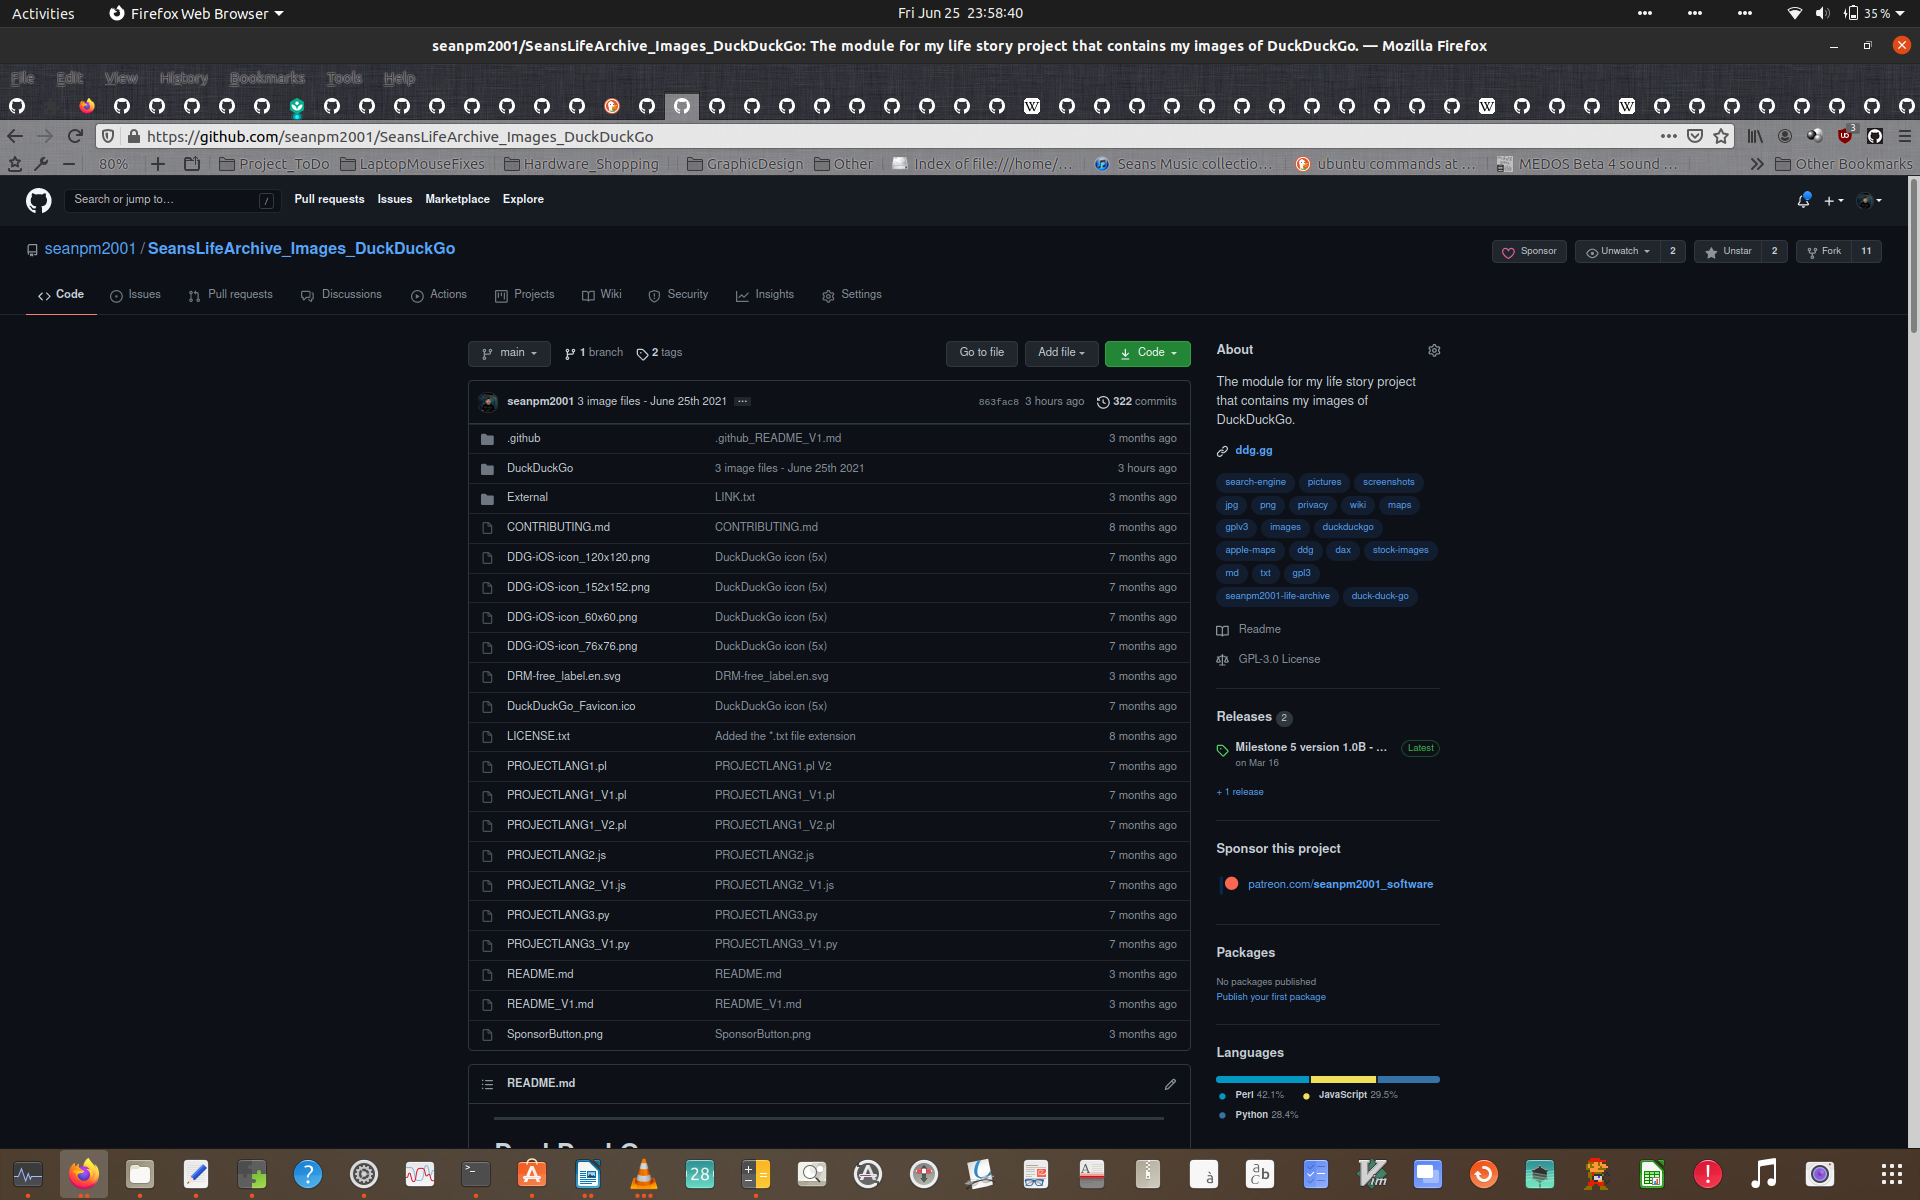 Activities Firefox Web Browser Fri Jun 25 23:58:40 35 %
seanpm2001/SeansLifeArchive_Images_DuckDuckGo: The module for my life story project that contains my images of DuckDuckGo. — Mozilla Firefox
File Edit View History Bookmarks Tools Help
https://github.com/seanpm2001/SeansLifeArchive_Images_DuckDuckGo 3
80% Project_ToDo LaptopMouseFixes Hardware_Shopping GraphicDesign Other Index of file:///home/... Seans Music collectio... ubuntu commands at ... MEDOS Beta 4 sound ... Other Bookmarks
Search or jump to... / Pull requests Issues Marketplace Explore
seanpm2001 / SeansLifeArchive_Images_DuckDuckGo Sponsor Unwatch 2 Unstar 2 Fork 11
Code Issues Pull requests Discussions Actions Projects Wiki Security Insights Settings
main 1 branch 2 tags Go to file Add file Code
seanpm2001 3 image files - June 25th 2021 ... 863fac8 3 hours ago 322 commits
.github .github_README_V1.md 3 months ago
DuckDuckGo 3 image files - June 25th 2021 3 hours ago
External LINK.txt 3 months ago
CONTRIBUTING.md CONTRIBUTING.md 8 months ago
DDG-iOS-icon_120x120.png DuckDuckGo icon (5x) 7 months ago
DDG-iOS-icon_152x152.png DuckDuckGo icon (5x) 7 months ago
DDG-iOS-icon_60x60.png DuckDuckGo icon (5x) 7 months ago
DDG-iOS-icon_76x76.png DuckDuckGo icon (5x) 7 months ago
DRM-free_label.en.svg DRM-free_label.en.svg 3 months ago
DuckDuckGo_Favicon.ico DuckDuckGo icon (5x) 7 months ago
LICENSE.txt Added the *.txt file extension 8 months ago
PROJECTLANG1.pl PROJECTLANG1.pl V2 7 months ago
PROJECTLANG1_V1.pl PROJECTLANG1_V1.pl 7 months ago
PROJECTLANG1_V2.pl PROJECTLANG1_V2.pl 7 months ago
PROJECTLANG2.js PROJECTLANG2.js 7 months ago
PROJECTLANG2_V1.js PROJECTLANG2_V1.js 7 months ago
PROJECTLANG3.py PROJECTLANG3.py 7 months ago
PROJECTLANG3_V1.py PROJECTLANG3_V1.py 7 months ago
README.md README.md 3 months ago
README_V1.md README_V1.md 3 months ago
SponsorButton.png SponsorButton.png 3 months ago
README.md
About
The module for my life story project
that contains my images of
DuckDuckGo.
ddg.gg
search-engine pictures screenshots
jpg png privacy wiki maps
gplv3 images duckduckgo
apple-maps ddg dax stock-images
md txt gpl3
seanpm2001-life-archive duck-duck-go
Readme
GPL-3.0 License
Releases 2
Milestone 5 version 1.0B - ... Latest
on Mar 16
+ 1 release
Sponsor this project
patreon.com/seanpm2001_software
Packages
No packages published
Publish your first package
Languages
Perl 42.1% JavaScript 29.5%
Python 28.4%
28